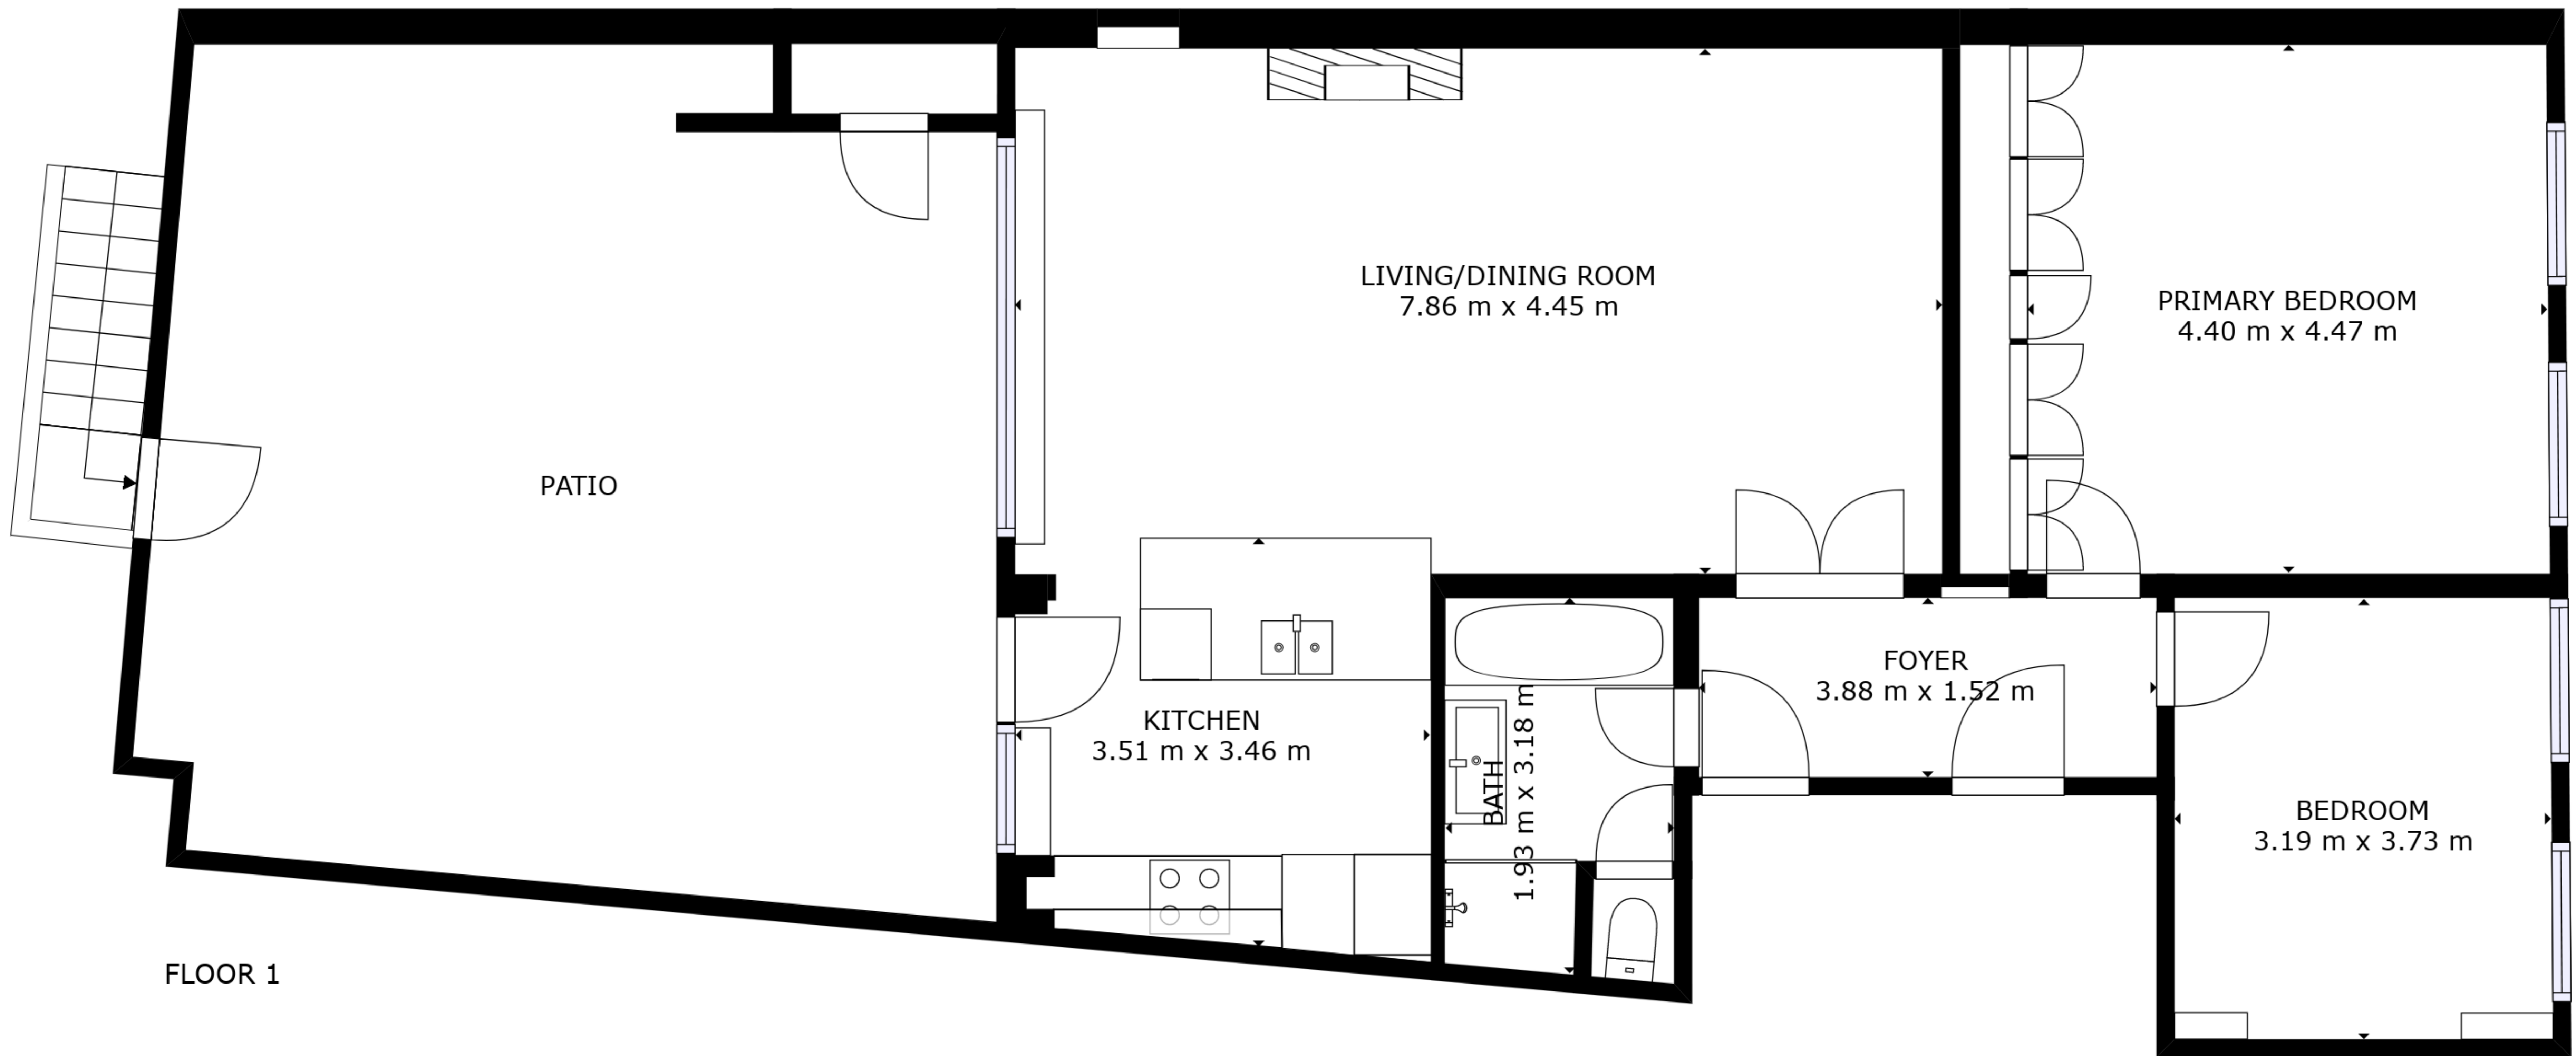 LIVING/DINING ROOM
7.86 m x 4.45 m
PRIMARY BEDROOM
4.40 m x 4.47 m
PATIO
FOYER
3.88 m x 1.52 m
KITCHEN
3.51 m x 3.46 m
BATH
1.93 m x 3.18 m
BEDROOM
3.19 m x 3.73 m
FLOOR 1